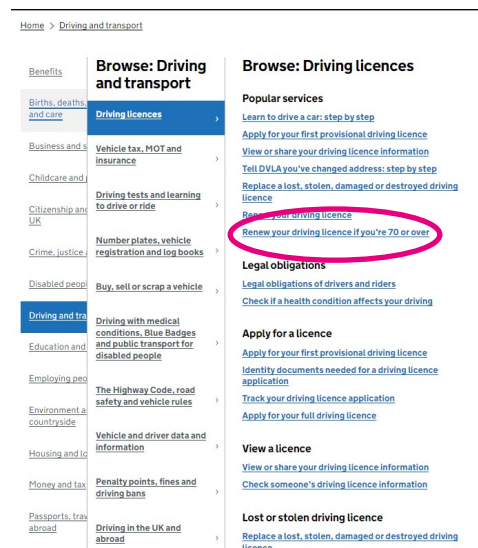 Home > Driving and transport
Benefits
Births, deaths,
and care
Business and s
Childcare and
Citizenship and
UK
Crime, justice
Disabled peopl
Driving and tra
Education and
Employing peo
Environment a
countryside
Housing and lo
Money and tax
Passports, trav
abroad
Browse: Driving
and transport
Driving licences
Vehicle tax, MOT and
insurance
Driving tests and learning
to drive or ride
Number plates, vehicle
registration and log books
Buy, sell or scrap a vehicle
Driving with medical
conditions, Blue Badges
and public transport for
disabled people
The Highway Code, road
safety and vehicle rules
Vehicle and driver data and
information
Penalty points, fines and
driving bans
Driving in the UK and
abroad
Browse: Driving licences
Popular services
Learn to drive a car: step by step
Apply for your first provisional driving licence
View or share your driving licence information
Tell DVLA you've changed address: step by step
Replace a lost, stolen, damaged or destroyed driving
licence
Renew your driving licence
Renew your driving licence if you're 70 or over
Legal obligations
Legal obligations of drivers and riders
Check if a health condition affects your driving
Apply for a licence
Apply for your first provisional driving licence
Identity documents needed for a driving licence
application
Track your driving licence application
Apply for your full driving licence
View a licence
View or share your driving licence information
Check someone's driving licence information
Lost or stolen driving licence
Replace a lost, stolen, damaged or destroyed driving
licence